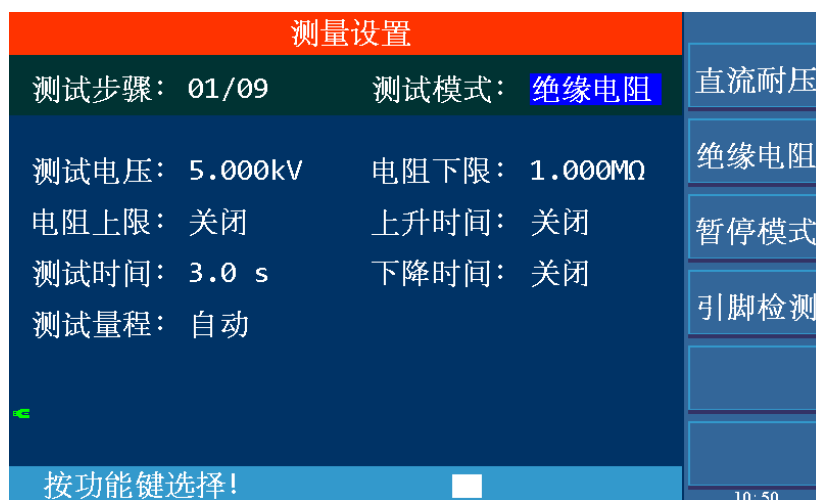 测量设置
测试步骤: 01/09 测试模式: 绝缘电阻
测试电压: 5.000kV 电阻下限: 1.000MΩ
电阻上限: 关闭 上升时间: 关闭
测试时间: 3.0 s 下降时间: 关闭
测试量程: 自动
按功能键选择!
直流耐压
绝缘电阻
暂停模式
引脚检测
10:50